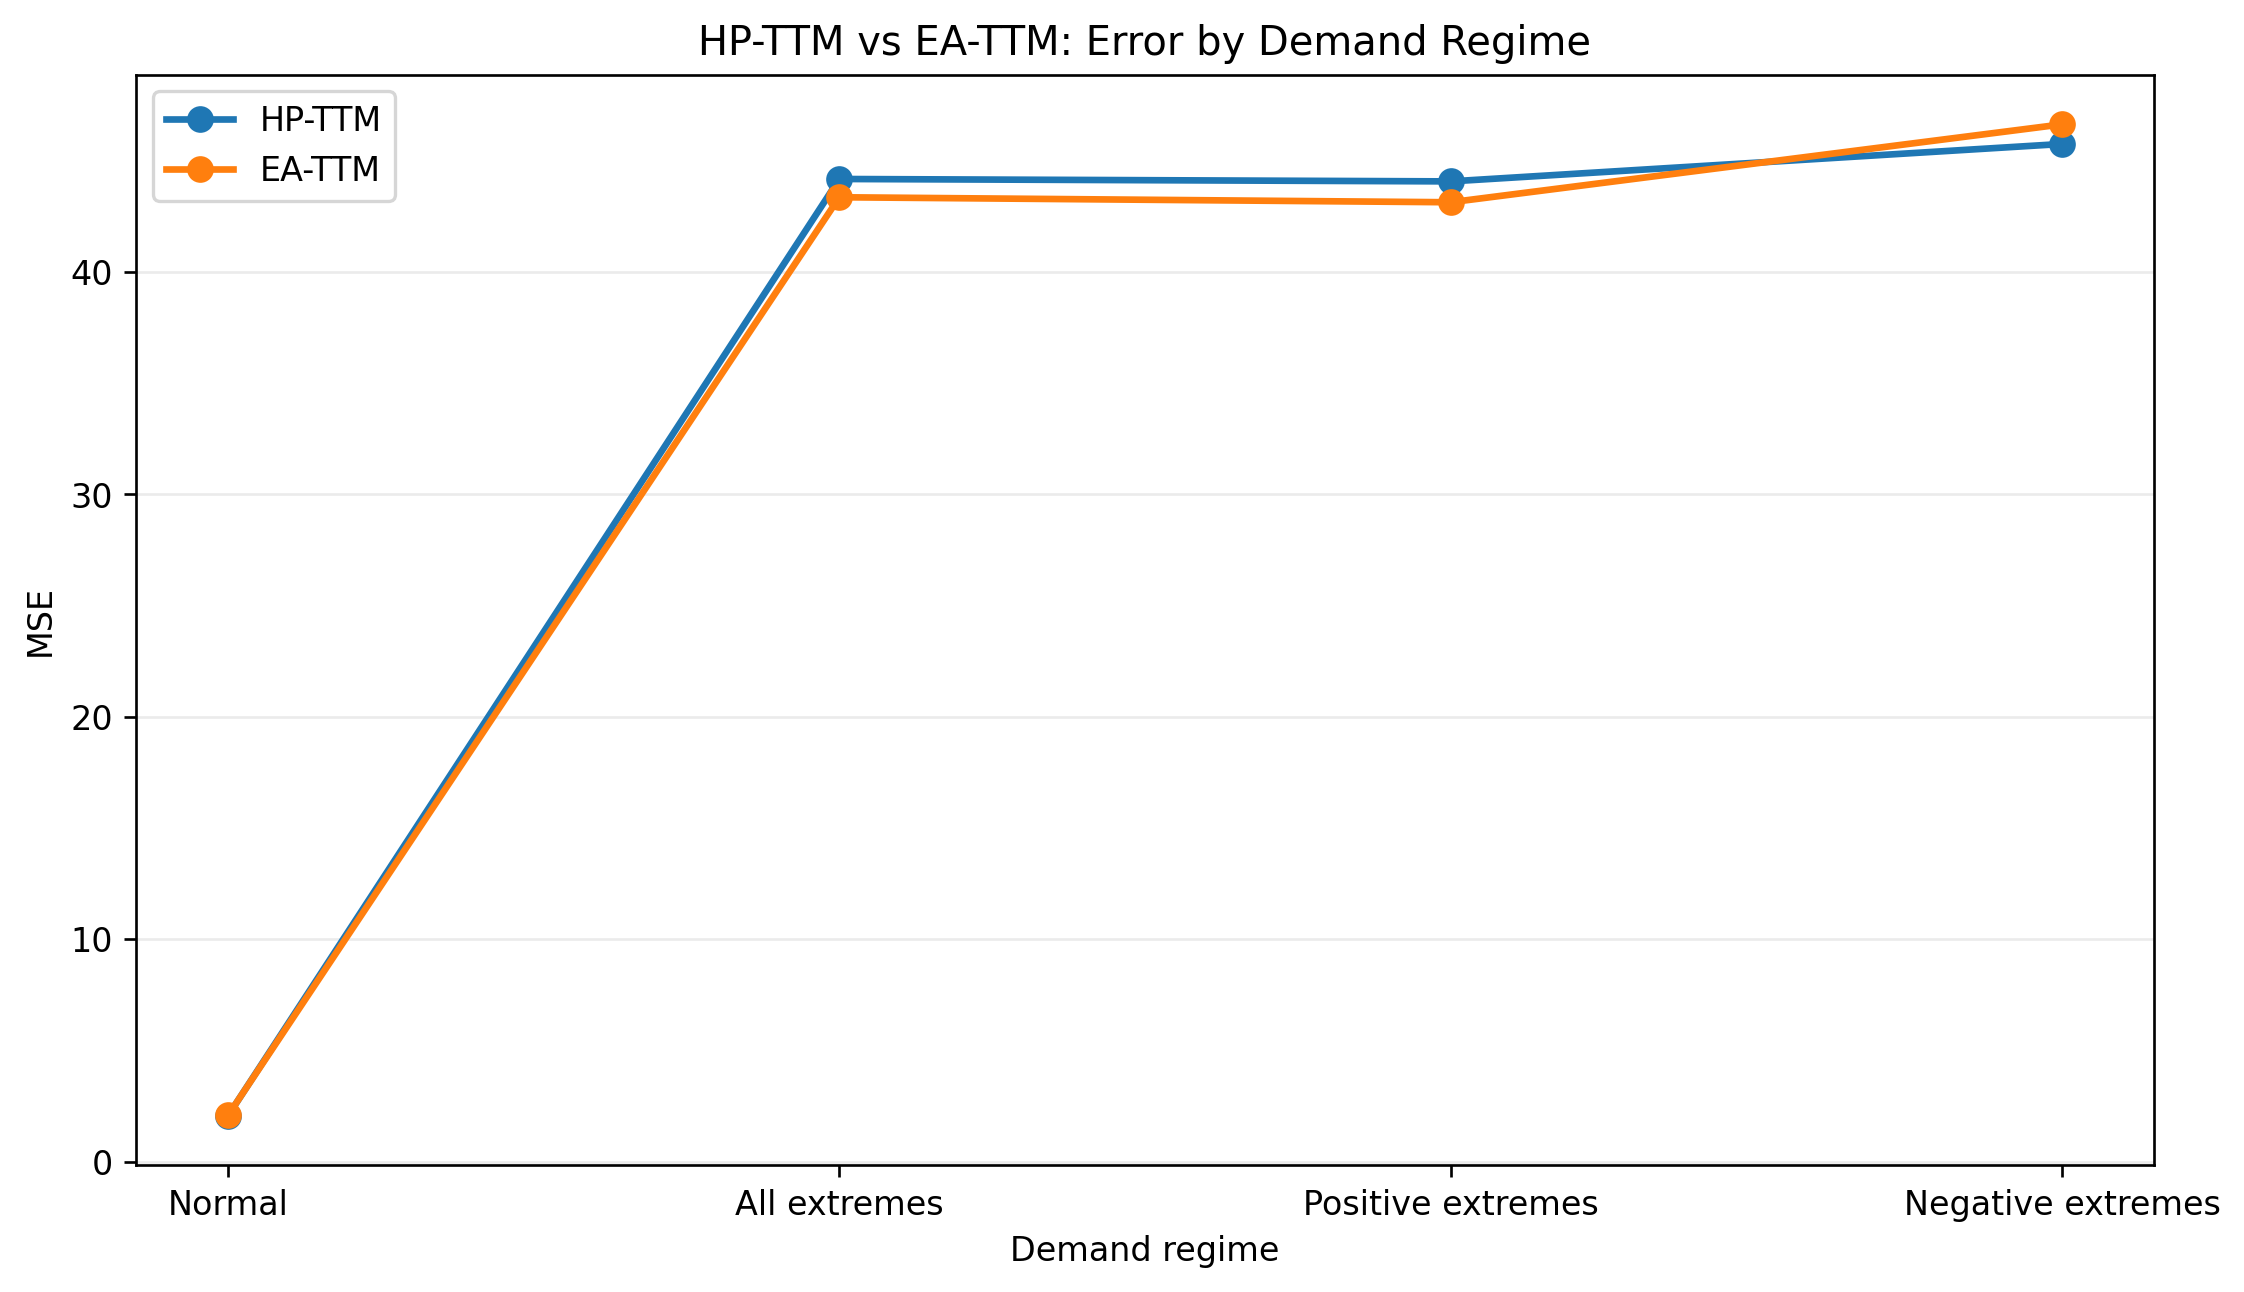 HP-TTM vs EA-TTM: Error by Demand Regime
HP-TTM
EA-TTM
MSE
40
30
20
10
0
Normal
All extremes
Positive extremes
Negative extremes
Demand regime